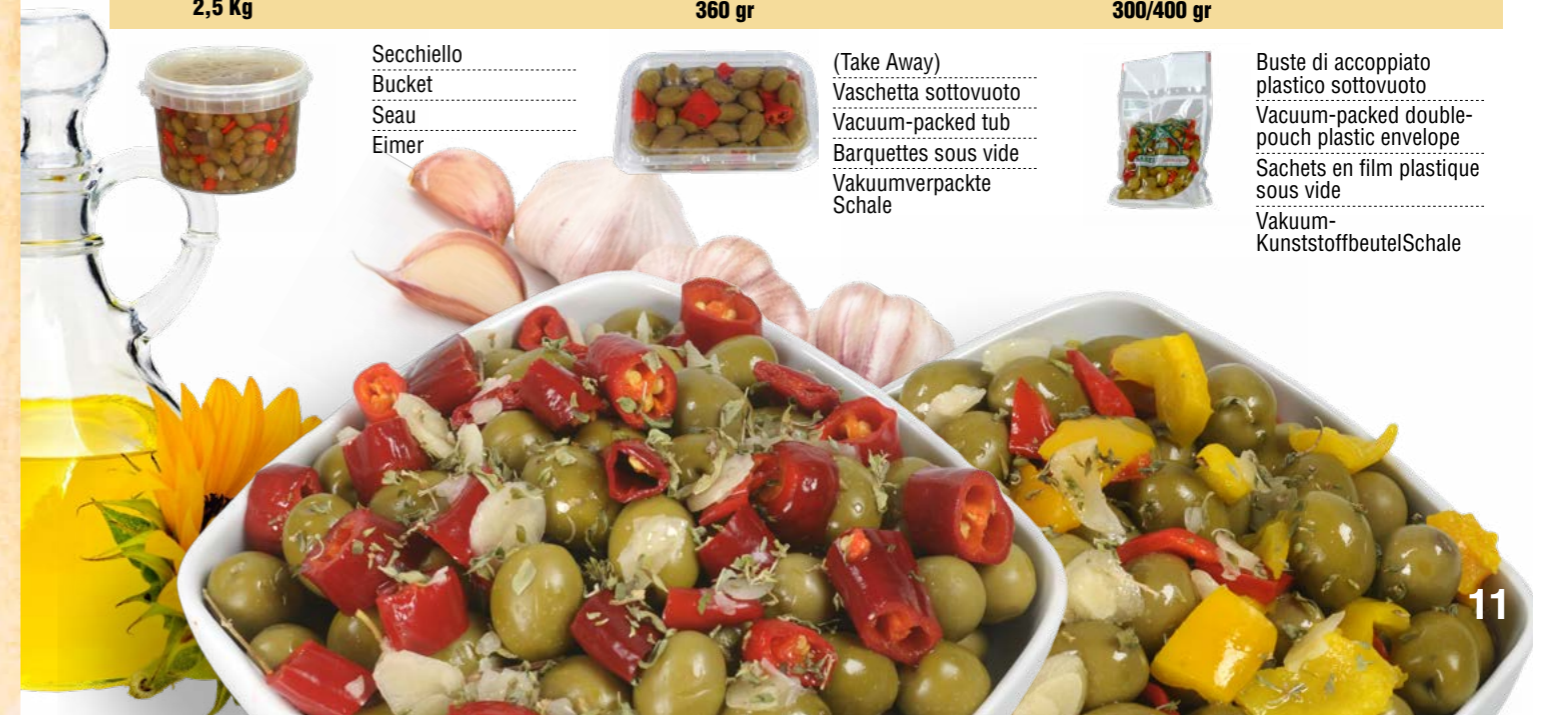 2,5 Kg
360 gr
300/400 gr
Secchiello
Bucket
Seau
Eimer
(Take Away)
Vaschetta sottovuoto
Vacuum-packed tub
Barquettes sous vide
Vakuumverpackte
Schale
Buste di accoppiato
plastico sottovuoto
Vacuum-packed double-
pouch plastic envelope
Sachets en film plastique
sous vide
Vakuum-
KunststoffbeutelSchale
11